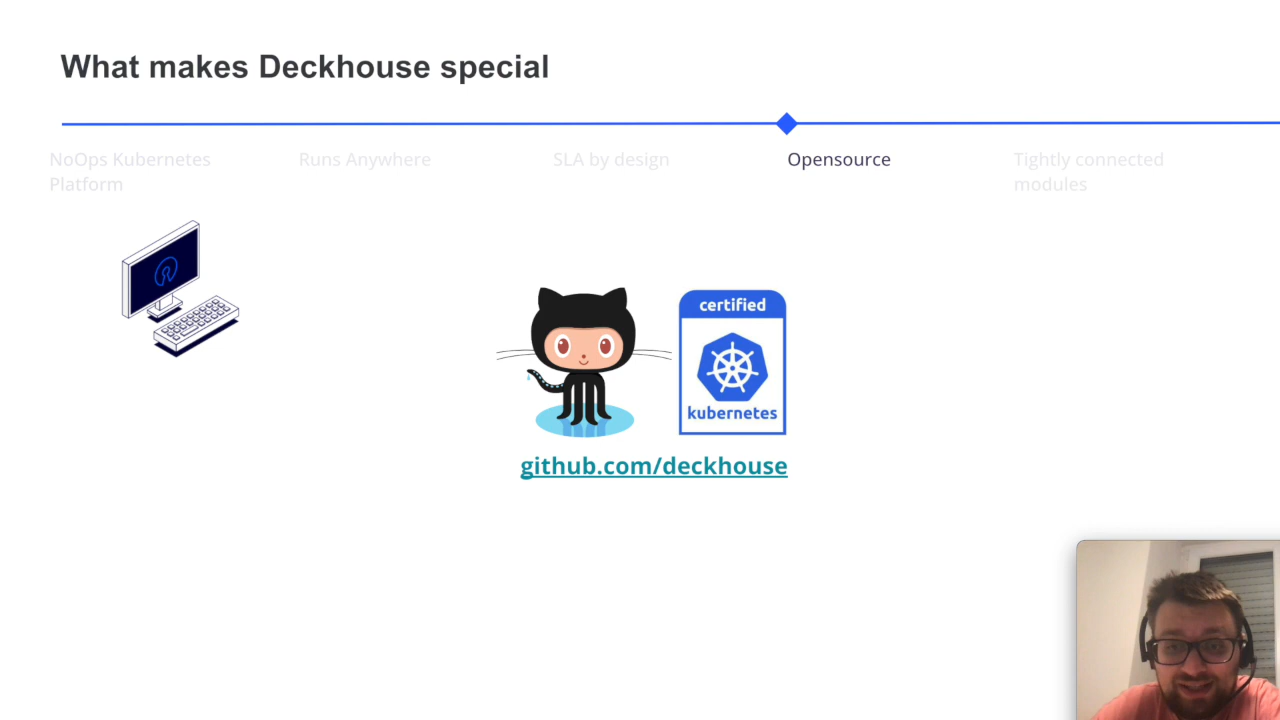 What makes Deckhouse special
NoOps Kubernetes
Platform
Runs Anywhere
SLA by design
Opensource
Tightly connected
modules
certified
kubernetes
github.com/deckhouse